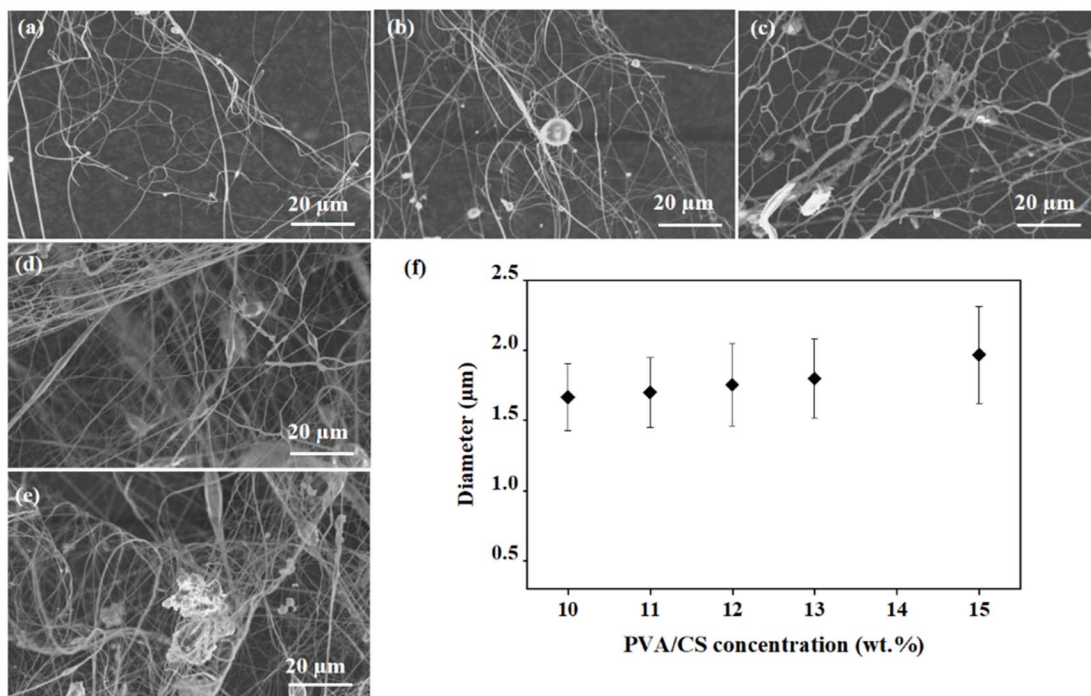 (a)
20 µm
(b)
20 µm
(c)
20 µm
(d)
20 µm
(e)
20 µm
(f)
2.5
2.0
1.5
1.0
0.5
Diameter (µm)
10 11 12 13 14 15
PVA/CS concentration (wt.%)